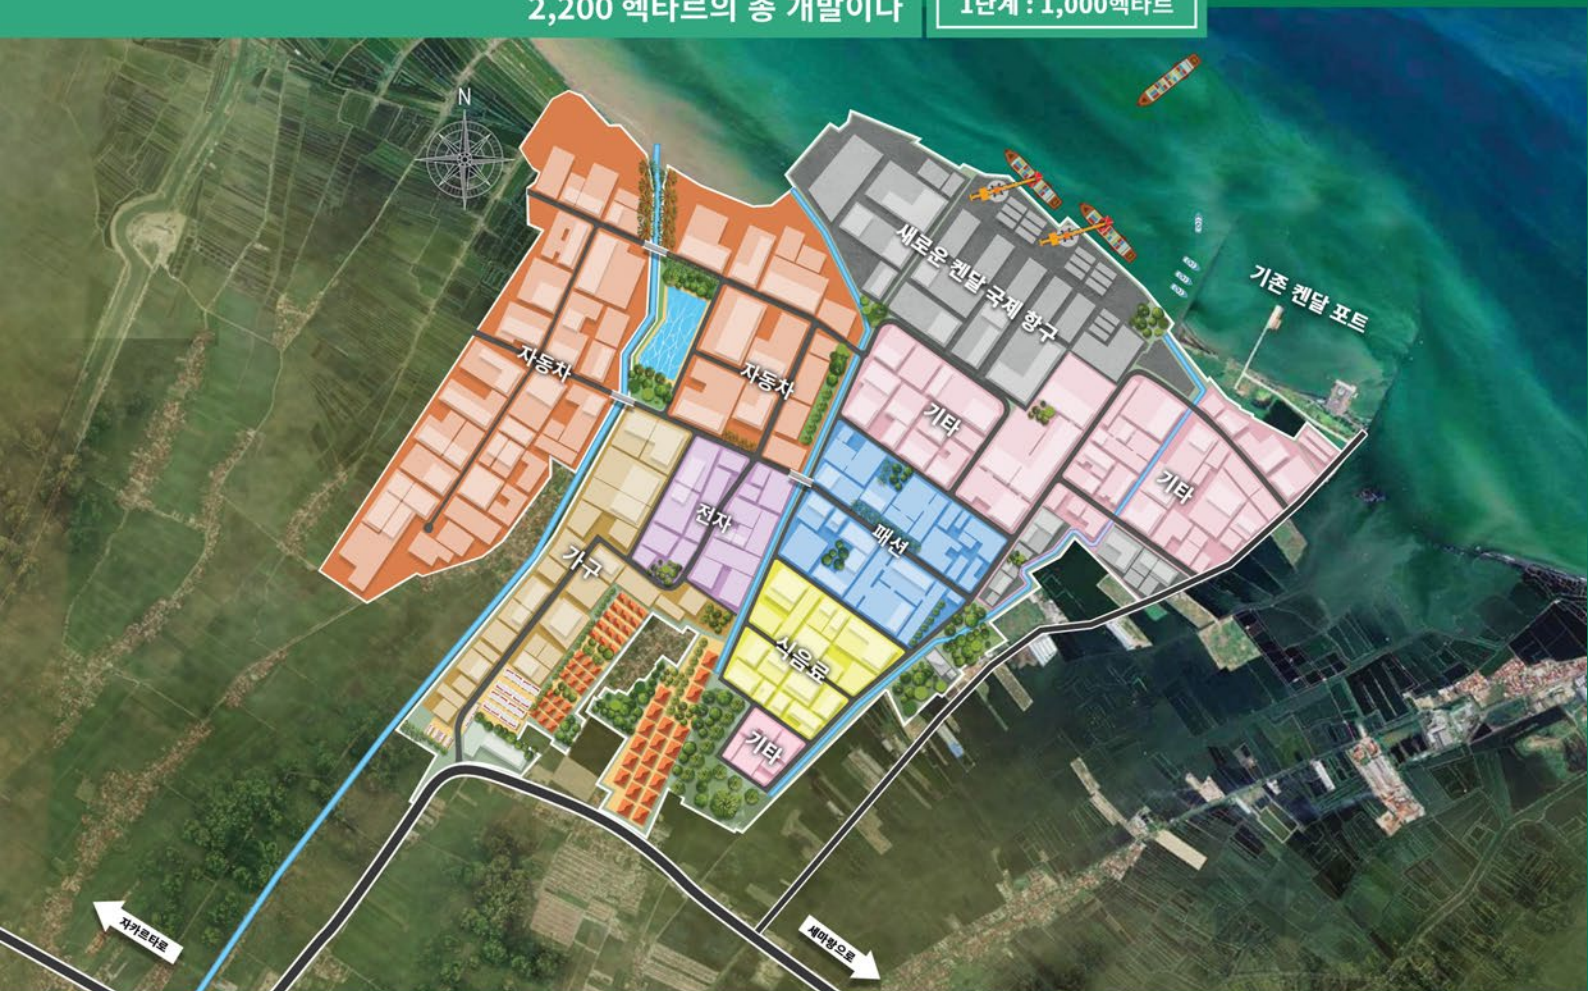 2,200 헥타르의 총 개발이다
1단계 : 1,000헥타르
N
새로운 켄달 국제 항구
기존 켄달 포트
자동차
자동차
기타
기타
전자
패션
가구
식음료
기타
자카르타로
세마랑으로